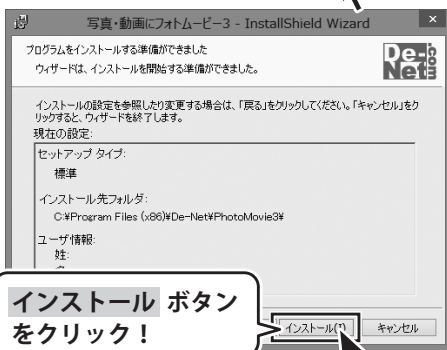 写真・動画にフォトムービー3 - InstallShield Wizard
プログラムをインストールする準備ができました
ウィザードは、インストールを開始する準備ができました。
De-
Net
インストールの設定を参照したり変更する場合は、「戻る」をクリックしてください。「キャンセル」をク
リックすると、ウィザードを終了します。
現在の設定:
セットアップ タイプ:
標準
インストール先フォルダ:
C:¥Program Files (x86)¥De-Net¥PhotoMovie3¥
ユーザ情報:
姓:
インストール ボタン
をクリック！
インストール(I)
キャンセル